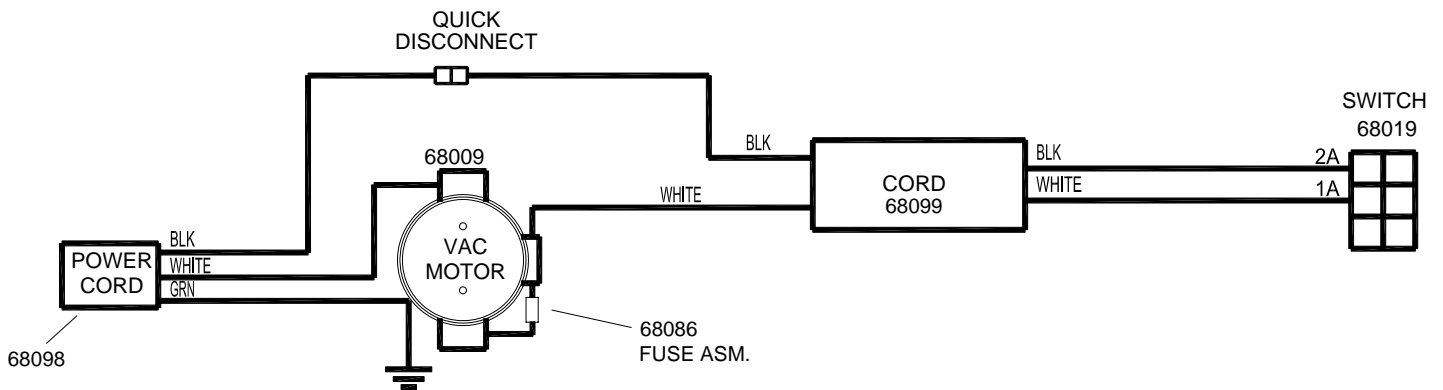 QUICK
DISCONNECT
SWITCH
68019
BLK
BLK
2A
68009
CORD
68099
WHITE
1A
WHITE
BLK
VAC
MOTOR
POWER
CORD
WHITE
GRN
68086
FUSE ASM.
68098